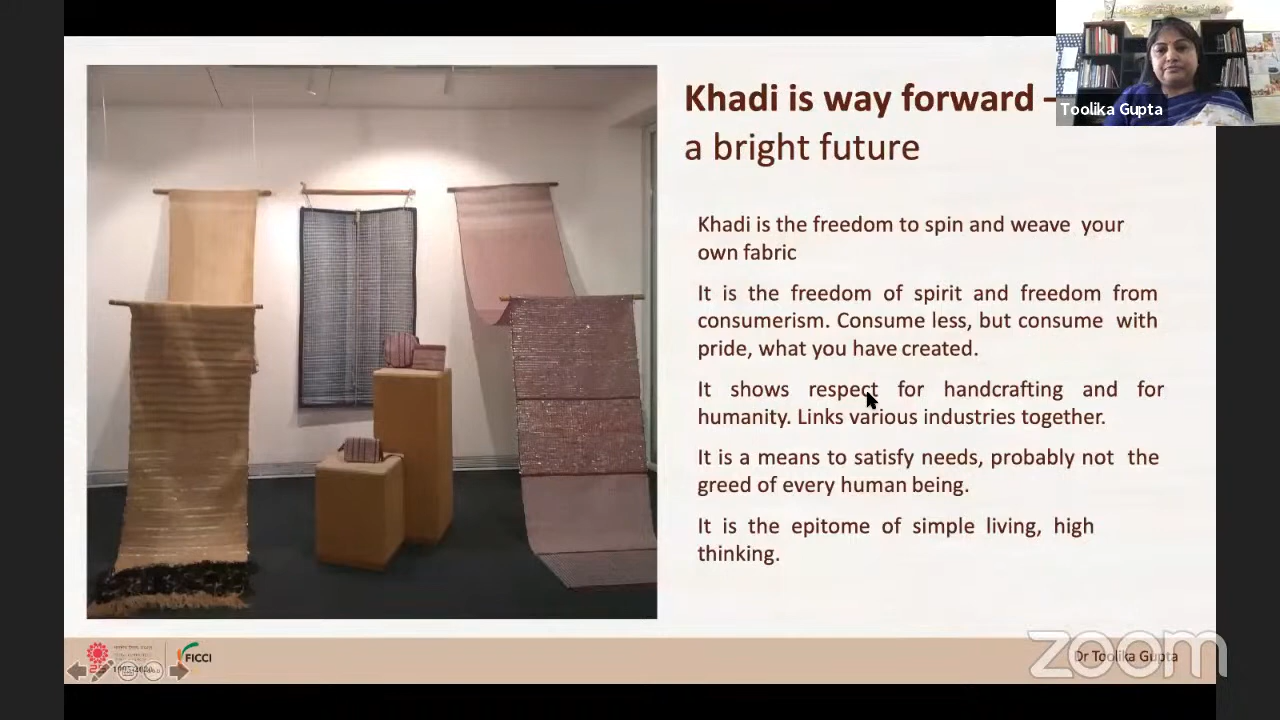 Khadi is way forward –
a bright future
Toolika Gupta
Khadi is the freedom to spin and weave your
own fabric
It is the freedom of spirit and freedom from
consumerism. Consume less, but consume with
pride, what you have created.
It shows respect for handcrafting and for
humanity. Links various industries together.
It is a means to satisfy needs, probably not the
greed of every human being.
It is the epitome of simple living, high
thinking.
FICCI
Dr Toolika Gupta
zoom